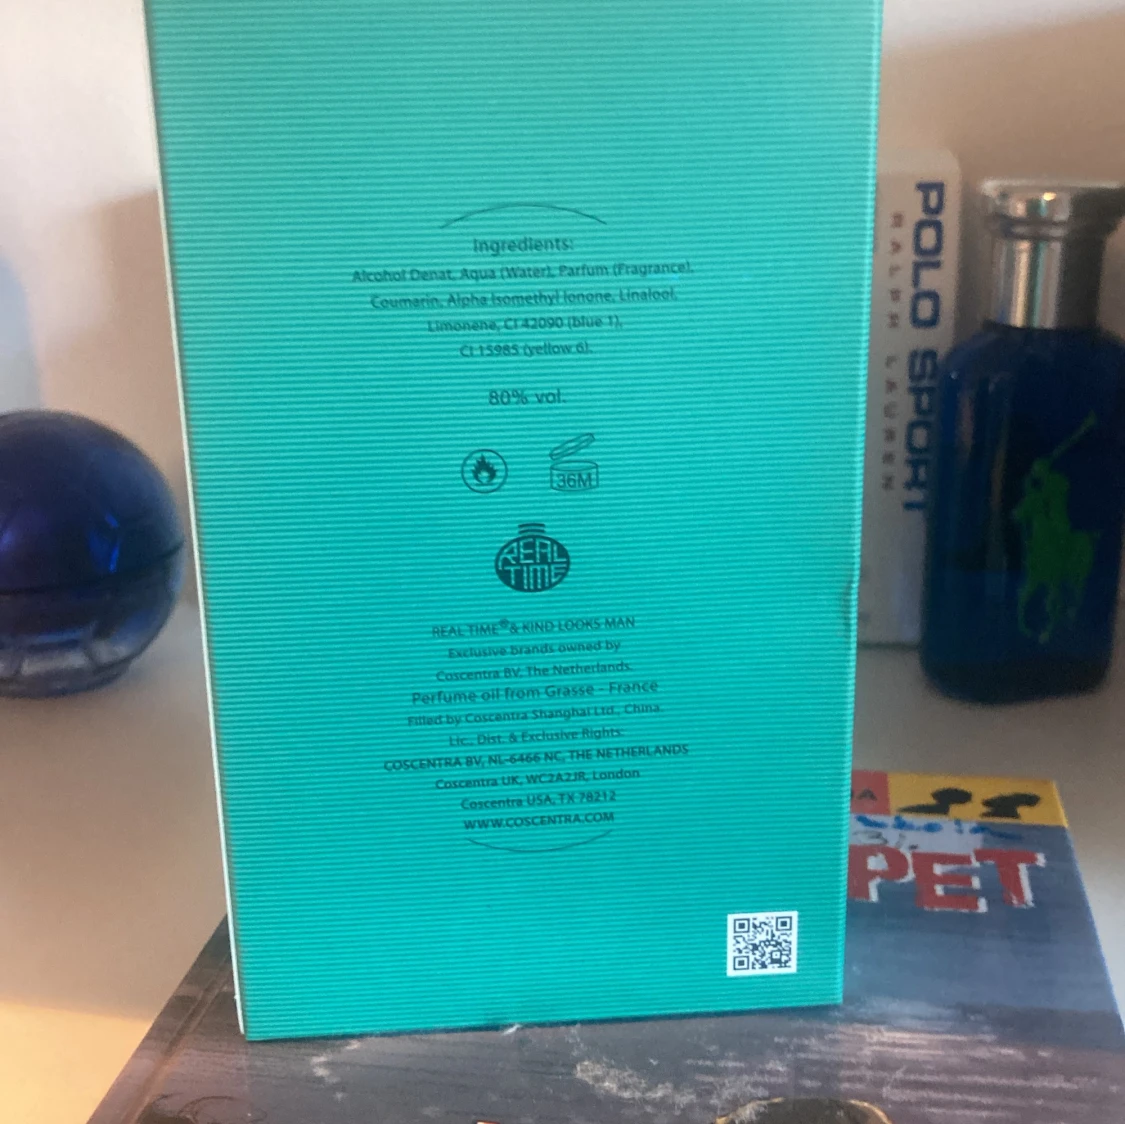 Ingredients:
Alcohol Denat, Aqua (Water), Parfum (Fragrance),
Coumarin, Alpha Isomethyl Ionone, Linalool,
Limonene, CI 42090 (blue 1),
CI 15985 (yellow 6).
80% vol.
36M
REAL
TIME
REAL TIME® & KIND LOOKS MAN
Exclusive brands owned by
Coscentra BV, The Netherlands.
Perfume oil from Grasse - France
Filled by Coscentra Shanghai Ltd., China.
Lic., Dist. & Exclusive Rights:
COSCENTRA BV, NL-6466 NC, THE NETHERLANDS
Coscentra UK, WC2A2JR, London
Coscentra USA, TX 78212
WWW.COSCENTRA.COM
POLO SPORT
RALPH LAUREN
PET